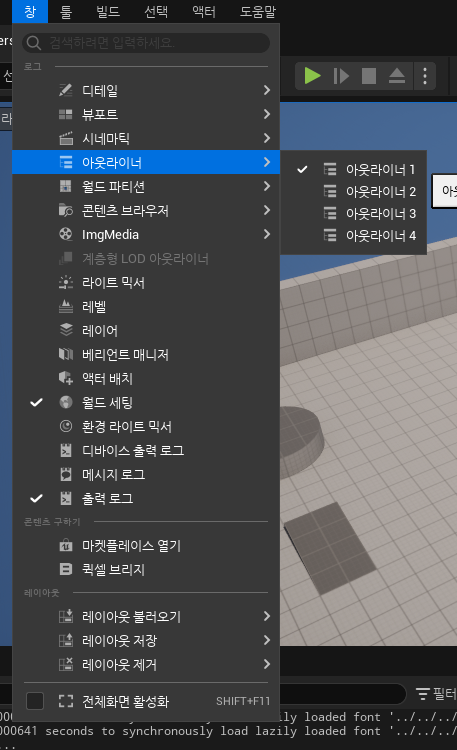 창 툴 빌드 선택 액터 도움말
검색하려면 입력하세요.
로그
디테일
뷰포트
시네마틱
아웃라이너
아웃라이너 1
아웃라이너 2
아웃라이너 3
아웃라이너 4
월드 파티션
콘텐츠 브라우저
ImgMedia
계층형 LOD 아웃라이너
라이트 믹서
레벨
레이어
베리언트 매니저
액터 배치
월드 세팅
환경 라이트 믹서
디바이스 출력 로그
메시지 로그
출력 로그
콘텐츠 구하기
마켓플레이스 열기
퀵셀 브리지
레이아웃
레이아웃 불러오기
레이아웃 저장
레이아웃 제거
전체화면 활성화 SHIFT+F11
필터
lazily loaded font '../../../
000641 seconds to synchronously load lazily loaded font '../../../
...